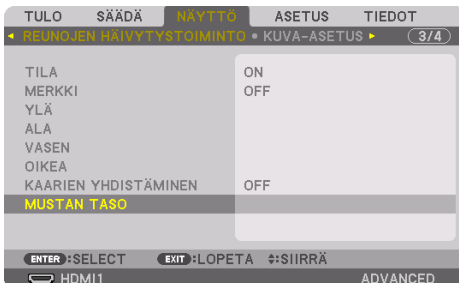 TULO SÄÄDÄ NÄYTTÖ ASETUS TIEDOT
REUNOJEN HÄIVYTYSTOIMINTO • KUVA-ASETUS 3/4
TILA ON
MERKKI OFF
YLÄ
ALA
VASEN
OIKEA
KAARIEN YHDISTÄMINEN OFF
MUSTAN TASO
ENTER :SELECT EXIT :LOPETA :SIIRRÄ
HDMI1 ADVANCED